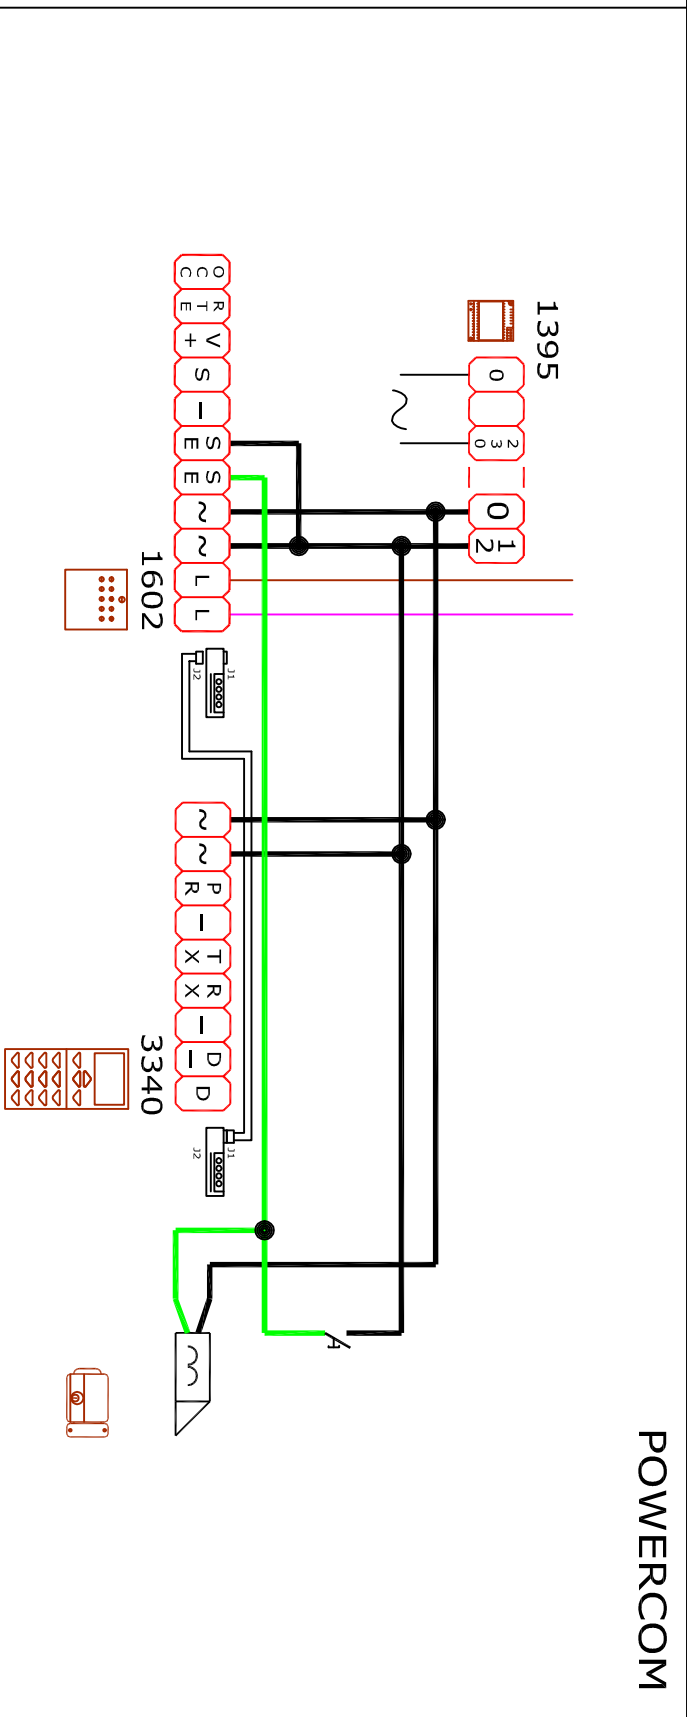 POWERCOM
1395
0 230 0 12
OCC RTE V+ S - SE SE ~ ~ L L
~ ~ PR - TX RX - D- D
J1
J2
J1
J2
1602
3340